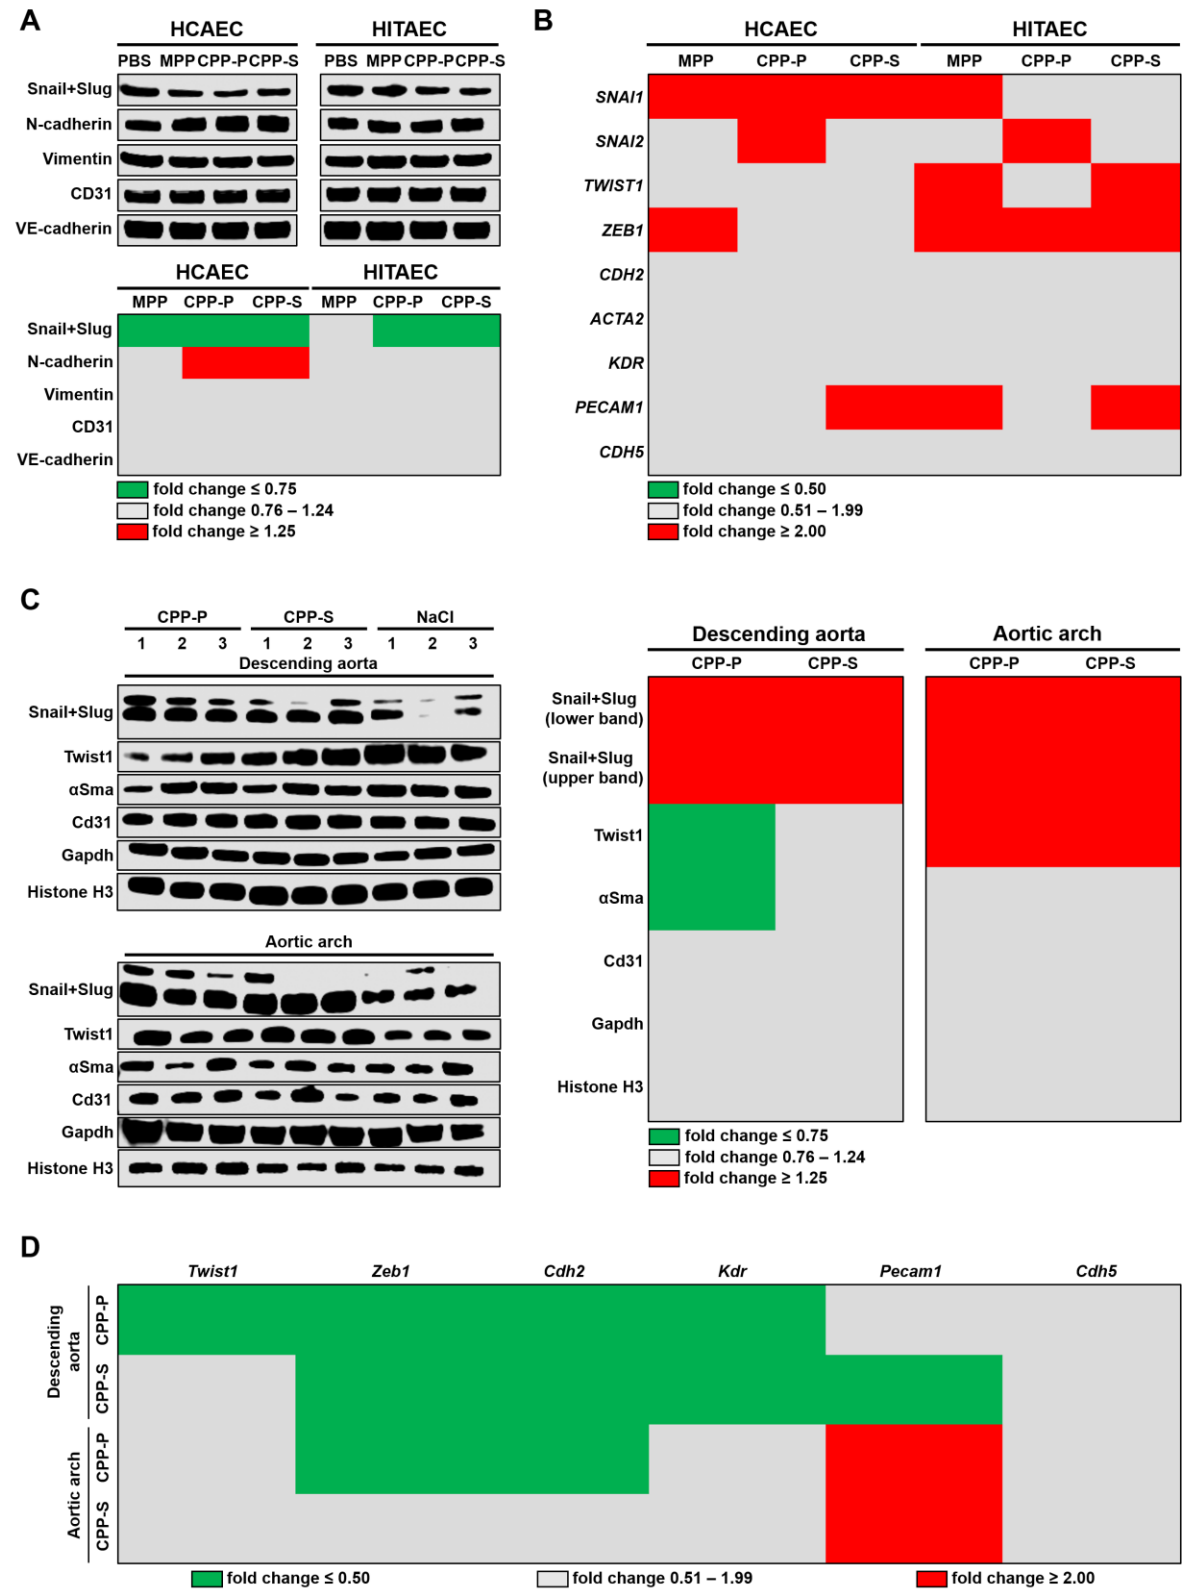 A
HCAEC HITAEC
PBS MPP CPP-P CPP-S PBS MPP CPP-P CPP-S
Snail+Slug
N-cadherin
Vimentin
CD31
VE-cadherin
HCAEC HITAEC
MPP CPP-P CPP-S MPP CPP-P CPP-S
Snail+Slug
N-cadherin
Vimentin
CD31
VE-cadherin
fold change ≤ 0.75
fold change 0.76 – 1.24
fold change ≥ 1.25
B
HCAEC HITAEC
MPP CPP-P CPP-S MPP CPP-P CPP-S
SNAI1
SNAI2
TWIST1
ZEB1
CDH2
ACTA2
KDR
PECAM1
CDH5
fold change ≤ 0.50
fold change 0.51 – 1.99
fold change ≥ 2.00
C
CPP-P CPP-S NaCl
1 2 3 1 2 3 1 2 3
Descending aorta
Snail+Slug
Twist1
αSma
Cd31
Gapdh
Histone H3
Aortic arch
Snail+Slug
Twist1
αSma
Cd31
Gapdh
Histone H3
Descending aorta Aortic arch
CPP-P CPP-S CPP-P CPP-S
Snail+Slug
(lower band)
Snail+Slug
(upper band)
Twist1
αSma
Cd31
Gapdh
Histone H3
fold change ≤ 0.75
fold change 0.76 – 1.24
fold change ≥ 1.25
D
Twist1 Zeb1 Cdh2 Kdr Pecam1 Cdh5
Descending
aorta
CPP-P
CPP-S
Aortic arch
CPP-P
CPP-S
fold change ≤ 0.50 fold change 0.51 – 1.99 fold change ≥ 2.00